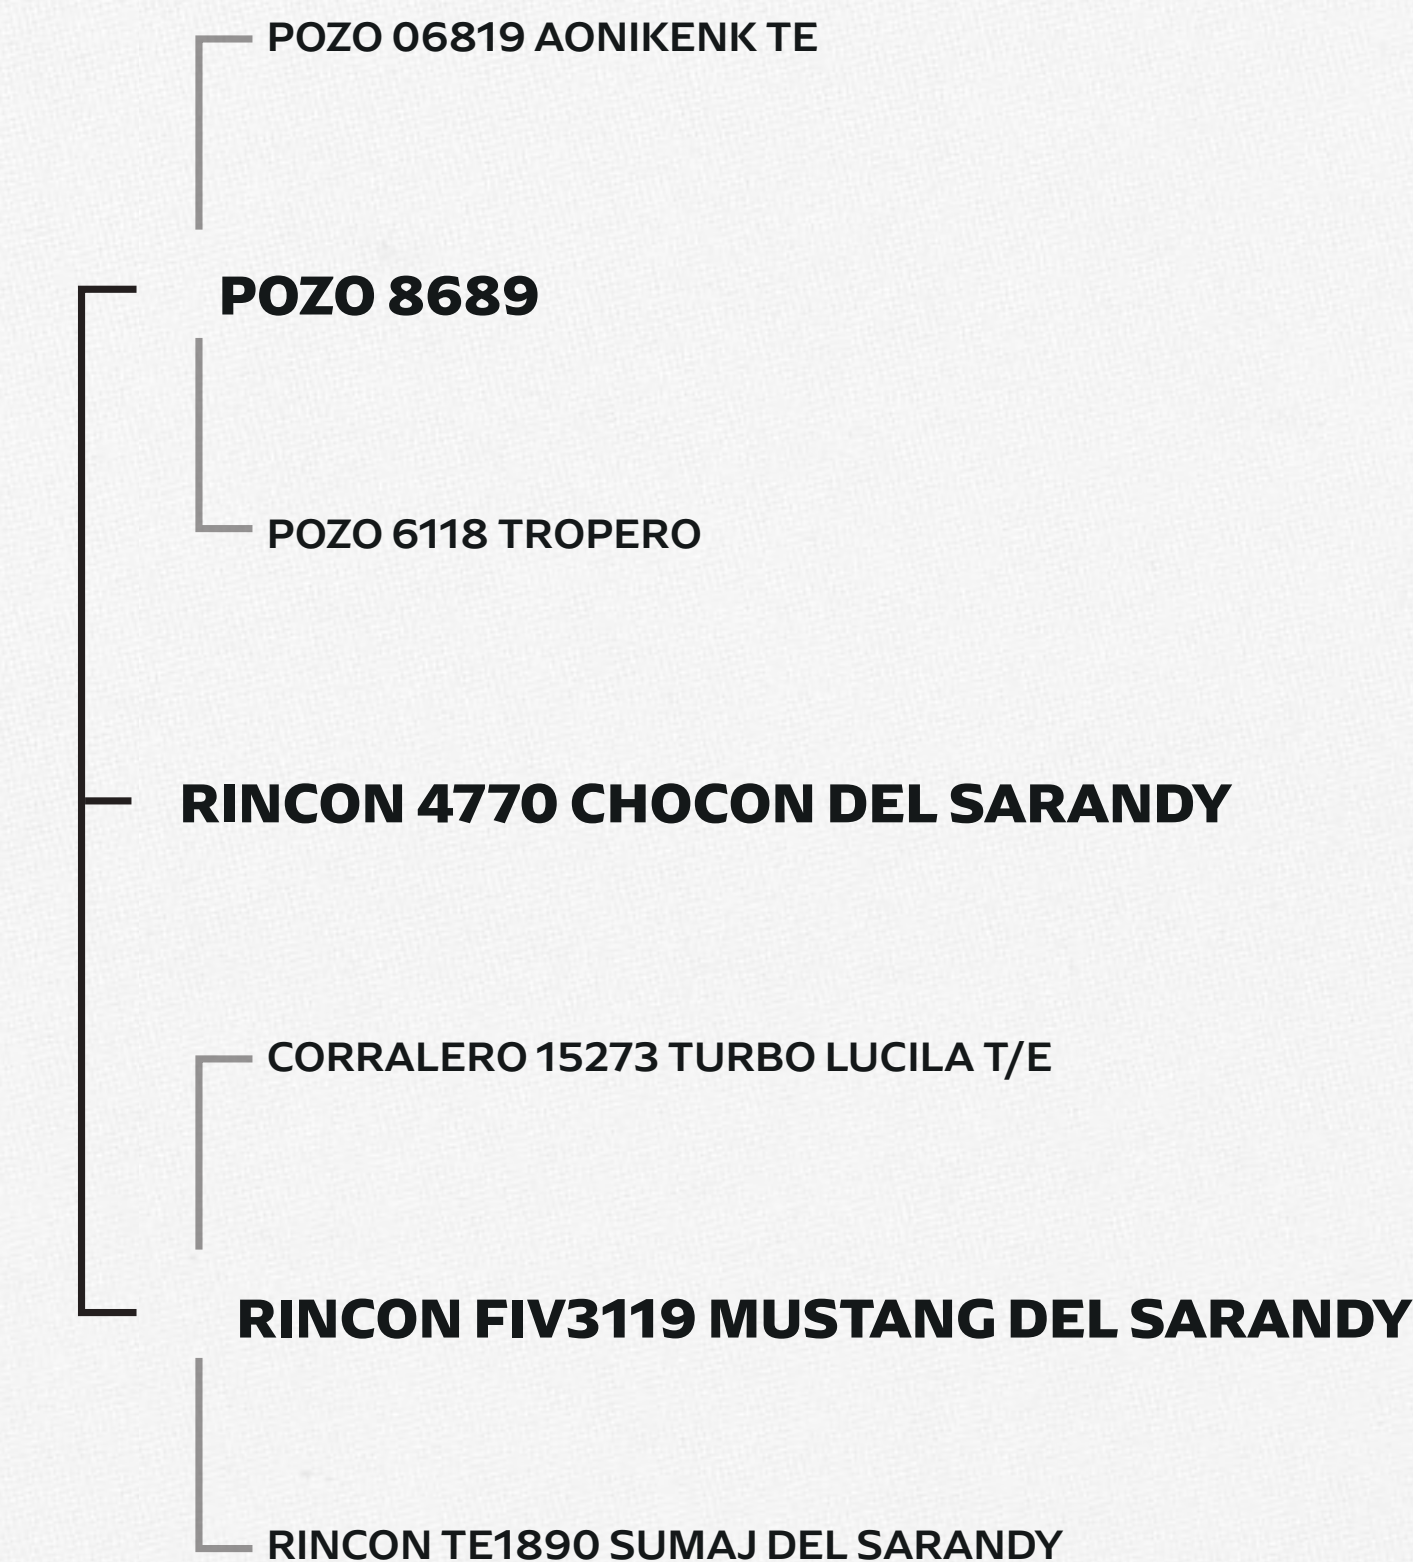 POZO 06819 AONIKENK TE
POZO 8689
POZO 6118 TROPERO
RINCON 4770 CHOCON DEL SARANDY
CORRALERO 15273 TURBO LUCILA T/E
RINCON FIV3119 MUSTANG DEL SARANDY
RINCON TE1890 SUMAJ DEL SARANDY